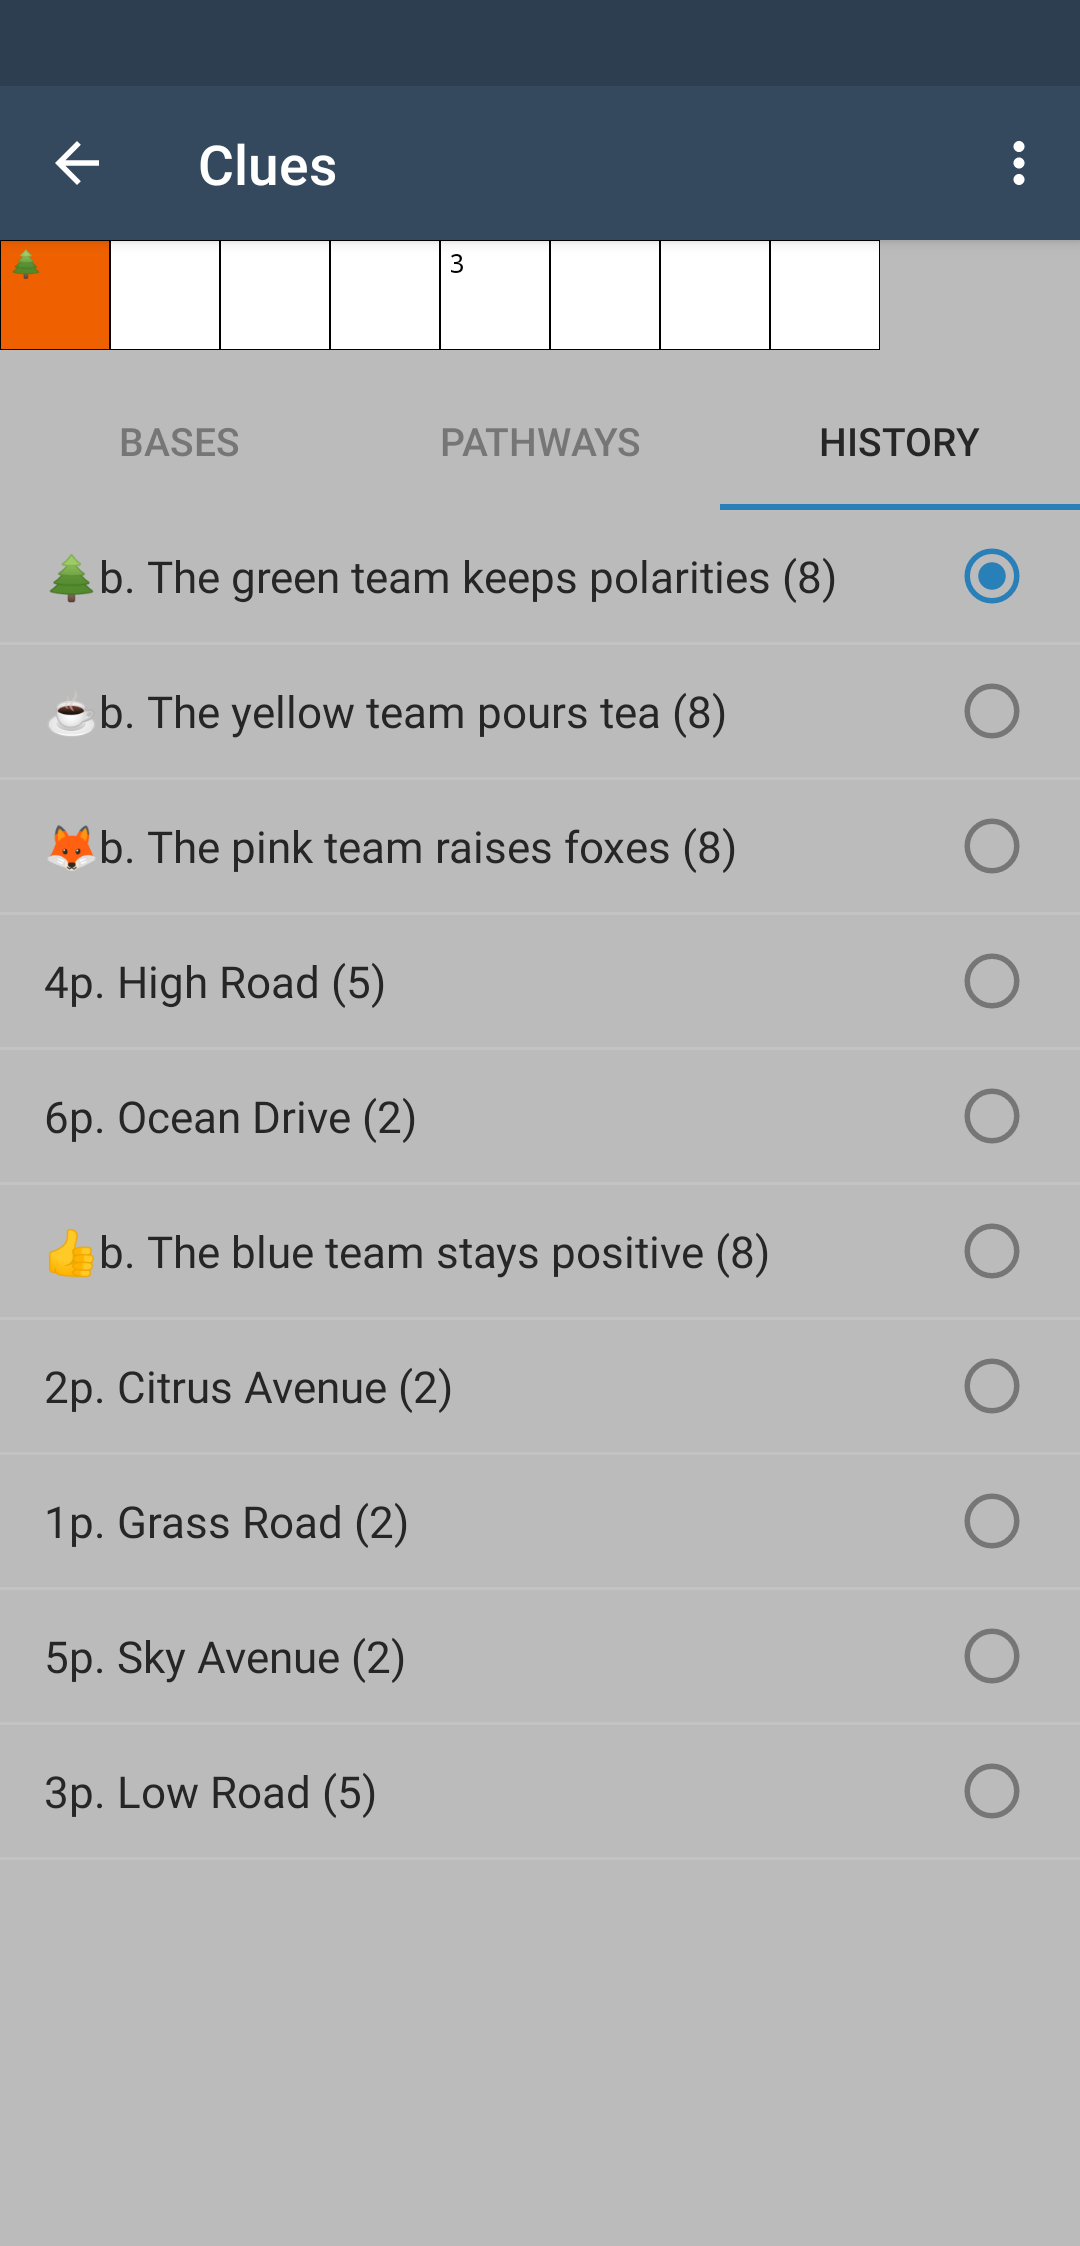 Clues
3
BASES PATHWAYS HISTORY
🌲b. The green team keeps polarities (8)
☕b. The yellow team pours tea (8)
🦊b. The pink team raises foxes (8)
4p. High Road (5)
6p. Ocean Drive (2)
👍b. The blue team stays positive (8)
2p. Citrus Avenue (2)
1p. Grass Road (2)
5p. Sky Avenue (2)
3p. Low Road (5)